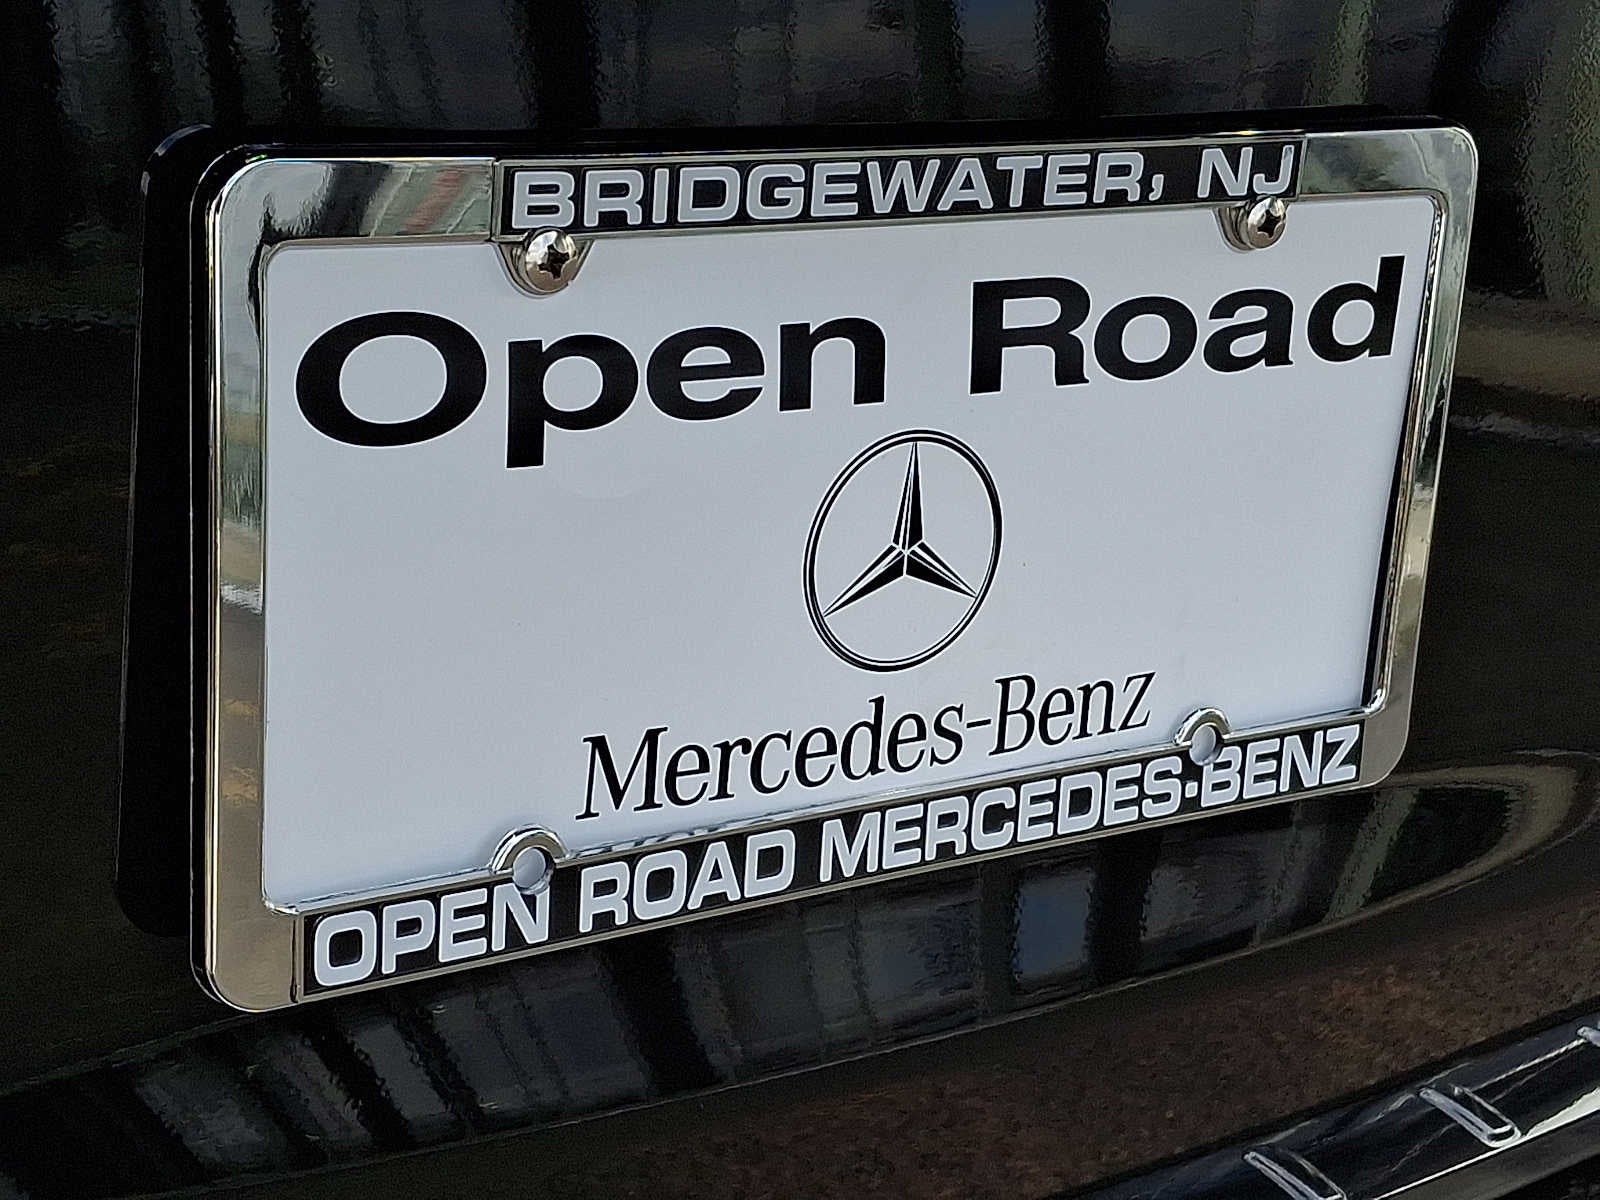 BRIDGEWATER, NJ
Open Road
Mercedes-Benz
OPEN ROAD MERCEDES-BENZ